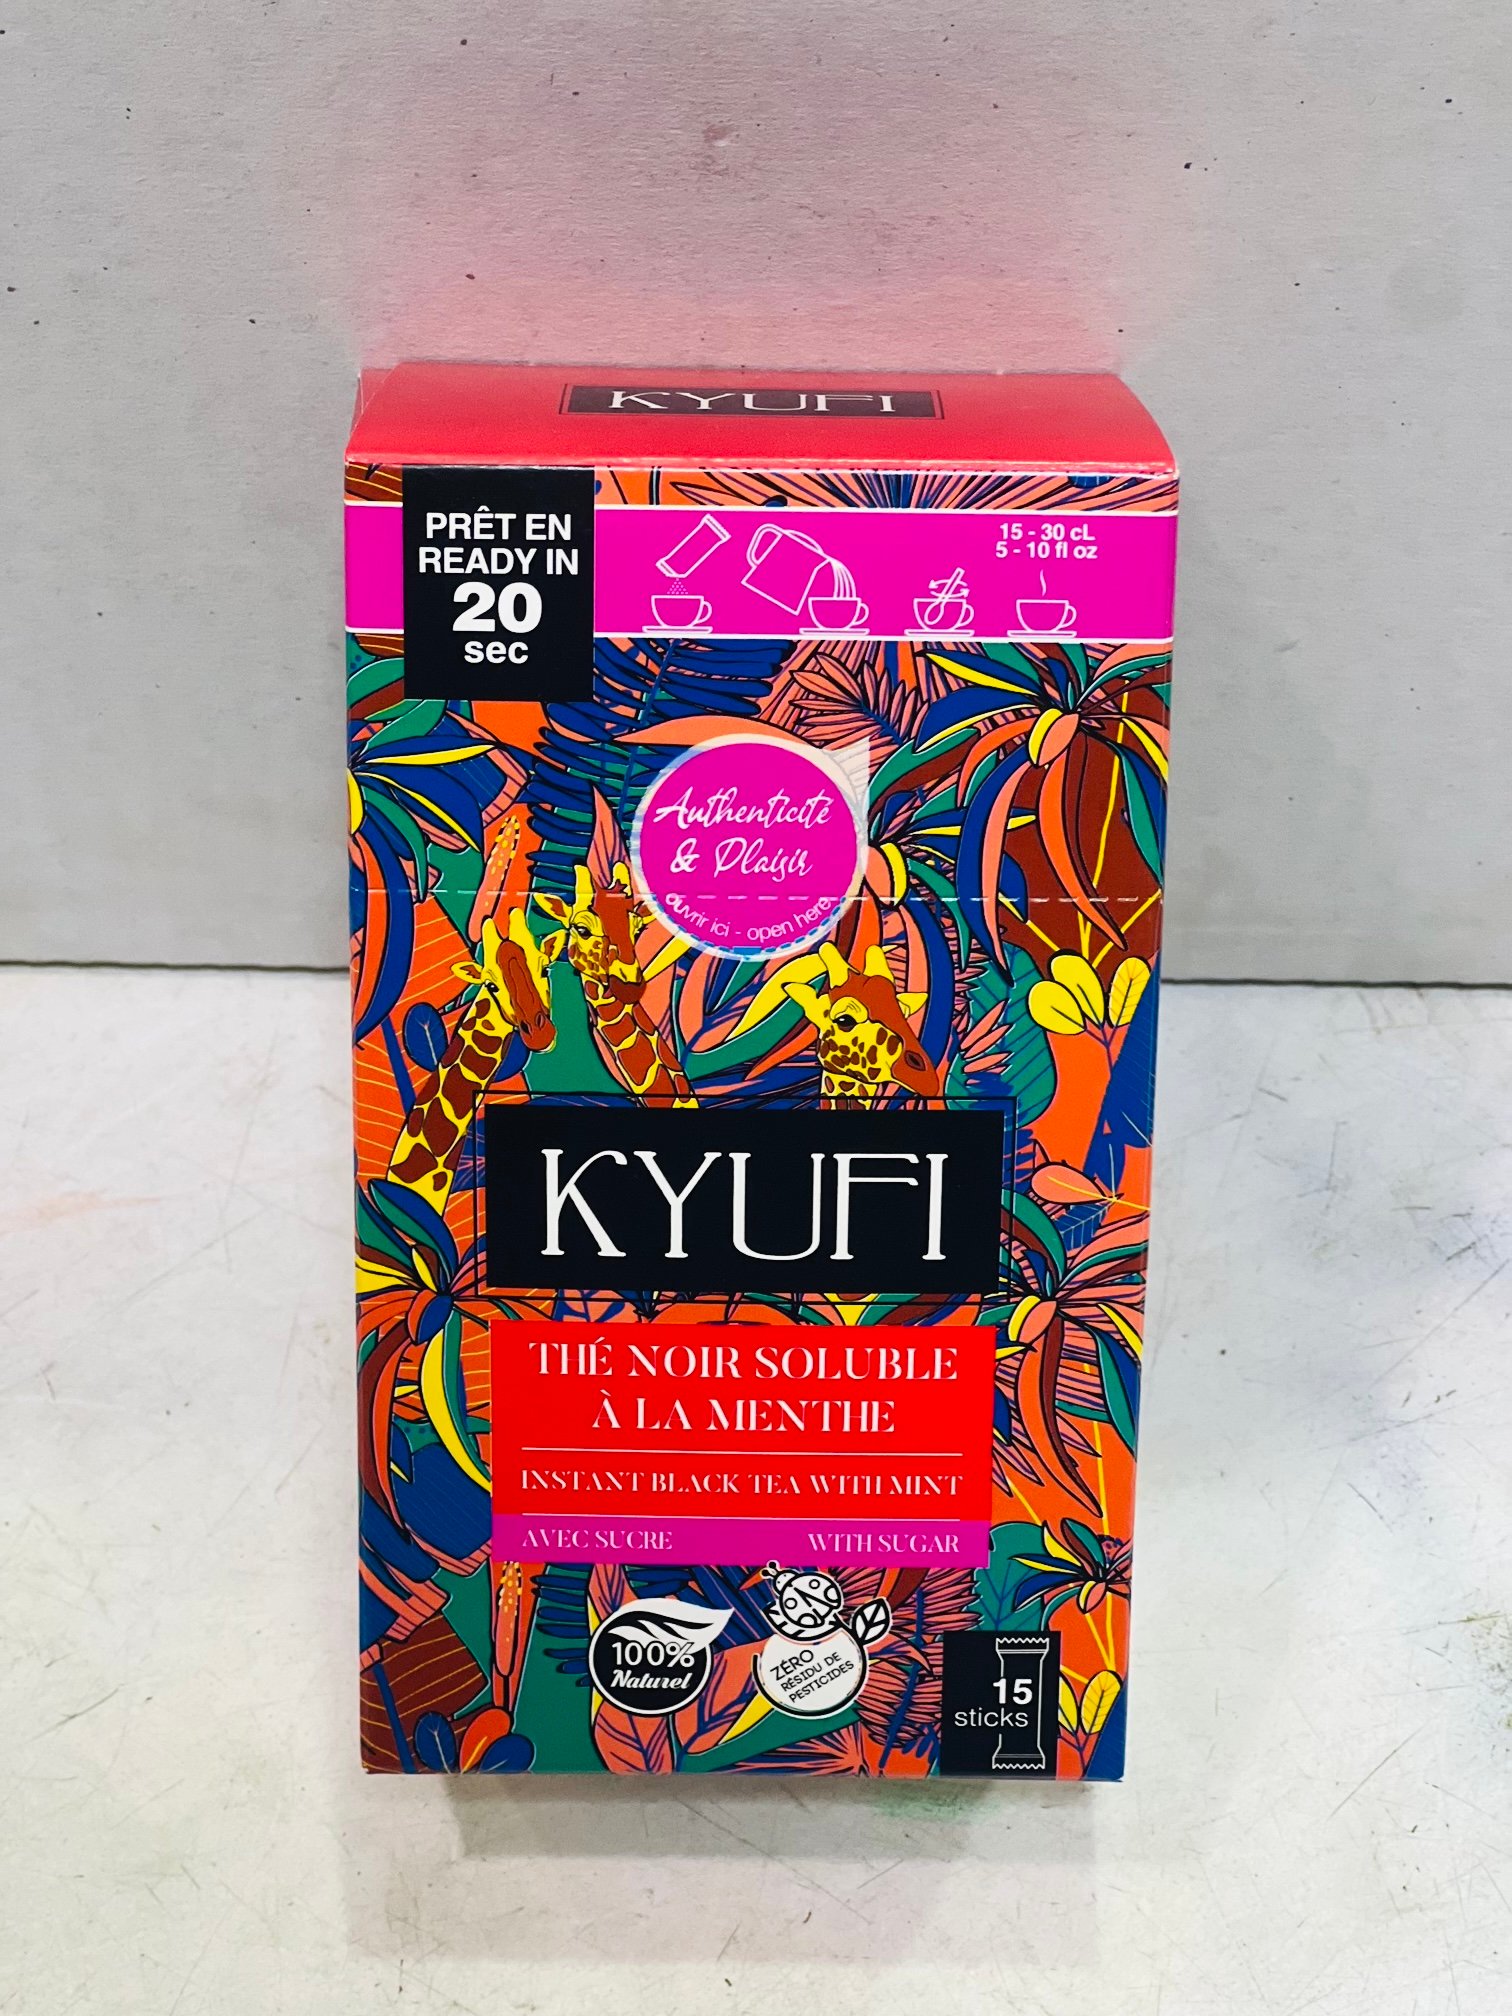 KYUFI
PRÊT EN
READY IN
20
sec
15 - 30 cL
5 - 10 fl oz
Authenticité
& Plaisir
ouvrir ici - open here
KYUFI
THÉ NOIR SOLUBLE
À LA MENTHE
INSTANT BLACK TEA WITH MINT
AVEC SUCRE WITH SUGAR
100%
Naturel
ZÉRO
RÉSIDU DE
PESTICIDES
15
sticks